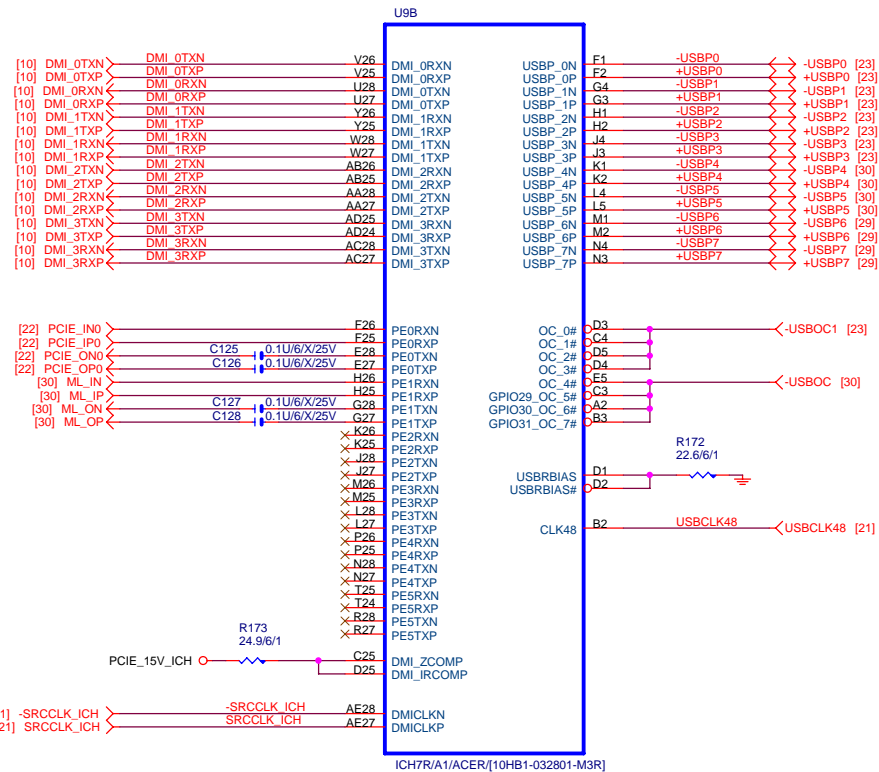 U9B
[10] DMI_0TXN DMI_0TXN V26 DMI_0RXN USBP_0N F1 -USBP0 -USBP0 [23]
[10] DMI_0TXP DMI_0TXP V25 DMI_0RXP USBP_0P F2 +USBP0 +USBP0 [23]
[10] DMI_0RXN DMI_0RXN U28 DMI_0TXN USBP_1N G4 -USBP1 -USBP1 [23]
[10] DMI_0RXP DMI_0RXP U27 DMI_0TXP USBP_1P G3 +USBP1 +USBP1 [23]
[10] DMI_1TXN DMI_1TXN Y26 DMI_1RXN USBP_2N H1 -USBP2 -USBP2 [23]
[10] DMI_1TXP DMI_1TXP Y25 DMI_1RXP USBP_2P H2 +USBP2 +USBP2 [23]
[10] DMI_1RXN DMI_1RXN W28 DMI_1TXN USBP_3N J4 -USBP3 -USBP3 [23]
[10] DMI_1RXP DMI_1RXP W27 DMI_1TXP USBP_3P J3 +USBP3 +USBP3 [23]
[10] DMI_2TXN DMI_2TXN AB26 DMI_2RXN USBP_4N K1 -USBP4 -USBP4 [30]
[10] DMI_2TXP DMI_2TXP AB25 DMI_2RXP USBP_4P K2 +USBP4 +USBP4 [30]
[10] DMI_2RXN DMI_2RXN AA28 DMI_2TXN USBP_5N L4 -USBP5 -USBP5 [30]
[10] DMI_2RXP DMI_2RXP AA27 DMI_2TXP USBP_5P L5 +USBP5 +USBP5 [30]
[10] DMI_3TXN DMI_3TXN AD25 DMI_3RXN USBP_6N M1 -USBP6 -USBP6 [29]
[10] DMI_3TXP DMI_3TXP AD24 DMI_3RXP USBP_6P M2 +USBP6 +USBP6 [29]
[10] DMI_3RXN DMI_3RXN AC28 DMI_3TXN USBP_7N N4 -USBP7 -USBP7 [29]
[10] DMI_3RXP DMI_3RXP AC27 DMI_3TXP USBP_7P N3 +USBP7 +USBP7 [29]
[22] PCIE_IN0 F26 PE0RXN OC_0# D3 -USBOC1 [23]
[22] PCIE_IP0 F25 PE0RXP OC_1# C4
[22] PCIE_ON0 C125 0.1U/6/X/25V E28 PE0TXN OC_2# D5
[22] PCIE_OP0 C126 0.1U/6/X/25V E27 PE0TXP OC_3# D4
[30] ML_IN H26 PE1RXN OC_4# E5 -USBOC [30]
[30] ML_IP H25 PE1RXP GPIO29_OC_5# C3
[30] ML_ON C127 0.1U/6/X/25V G28 PE1TXN GPIO30_OC_6# A2
[30] ML_OP C128 0.1U/6/X/25V G27 PE1TXP GPIO31_OC_7# B3
K26 PE2RXN
K25 PE2RXP R172
J28 PE2TXN 22.6/6/1
J27 PE2TXP USBRBIAS D1
M26 PE3RXN USBRBIAS# D2
M25 PE3RXP
L28 PE3TXN
L27 PE3TXP CLK48 B2 USBCLK48 USBCLK48 [21]
P26 PE4RXN
P25 PE4RXP
N28 PE4TXN
N27 PE4TXP
T25 PE5RXN
T24 PE5RXP
R28 PE5TXN
R27 PE5TXP
R173
24.9/6/1
PCIE_15V_ICH C25 DMI_ZCOMP
D25 DMI_IRCOMP
1] -SRCCLK_ICH -SRCCLK_ICH AE28 DMICLKN
21] SRCCLK_ICH SRCCLK_ICH AE27 DMICLKP
ICH7R/A1/ACER/[10HB1-032801-M3R]